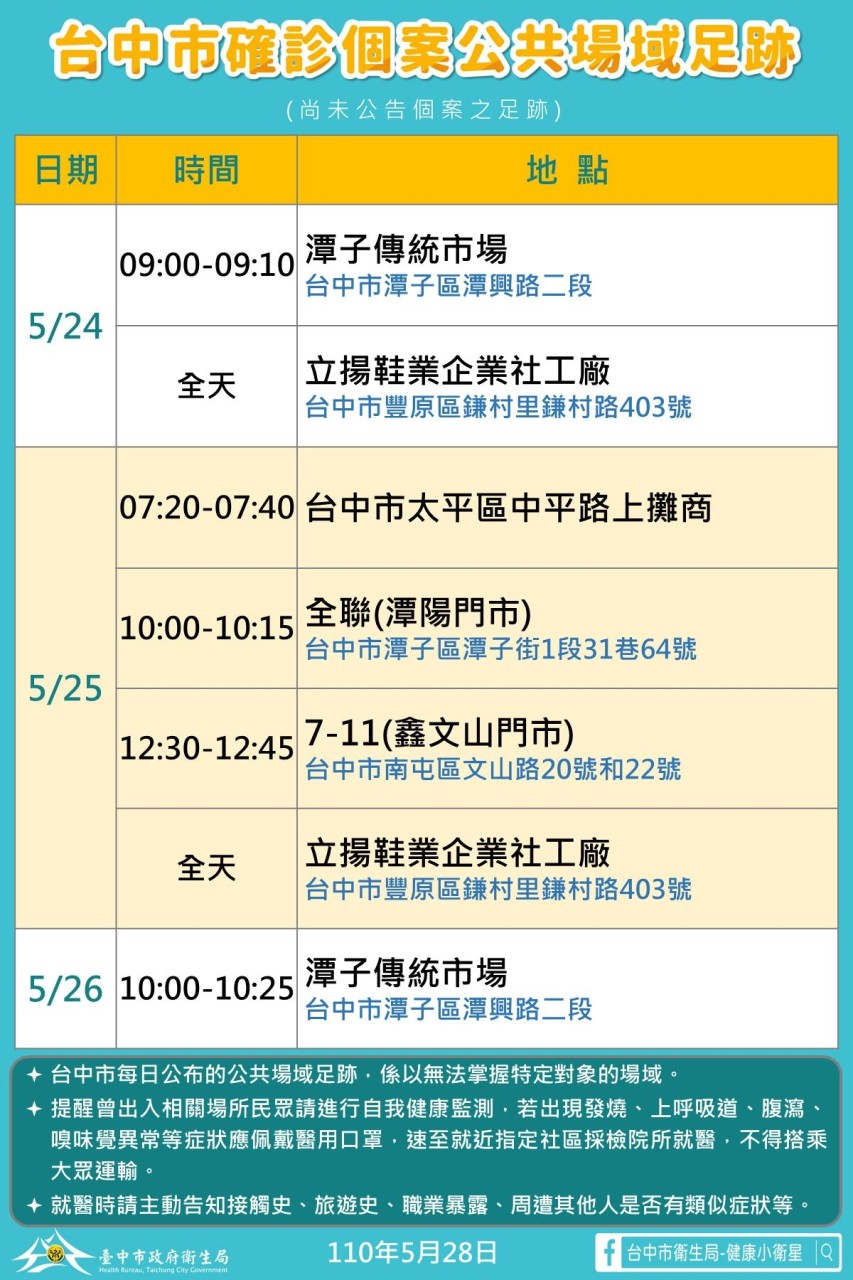 台中市確診個案公共場域足跡
(尚未公告個案之足跡)
日期 時間 地 點
5/24
09:00-09:10
潭子傳統市場
台中市潭子區潭興路二段
全天
立揚鞋業企業社工廠
台中市豐原區鎌村里鎌村路403號
5/25
07:20-07:40
台中市太平區中平路上攤商
10:00-10:15
全聯(潭陽門市)
台中市潭子區潭子街1段31巷64號
12:30-12:45
7-11(鑫文山門市)
台中市南屯區文山路20號和22號
全天
立揚鞋業企業社工廠
台中市豐原區鎌村里鎌村路403號
5/26
10:00-10:25
潭子傳統市場
台中市潭子區潭興路二段
台中市每日公布的公共場域足跡，係以無法掌握特定對象的場域。
提醒曾出入相關場所民眾請進行自我健康監測，若出現發燒、上呼吸道、腹瀉、
嗅味覺異常等症狀應佩戴醫用口罩，速至就近指定社區採檢院所就醫，不得搭乘
大眾運輸。
就醫時請主動告知接觸史、旅遊史、職業暴露、周遭其他人是否有類似症狀等。
臺中市政府衛生局
Health Bureau, Taichung City Government
110年5月28日
台中市衛生局-健康小衛星